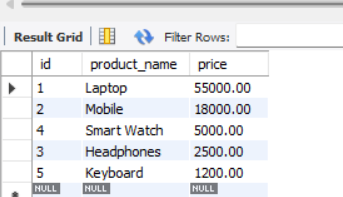 Result Grid Filter Rows:
id product_name price
1 Laptop 55000.00
2 Mobile 18000.00
4 Smart Watch 5000.00
3 Headphones 2500.00
5 Keyboard 1200.00
NULL NULL NULL